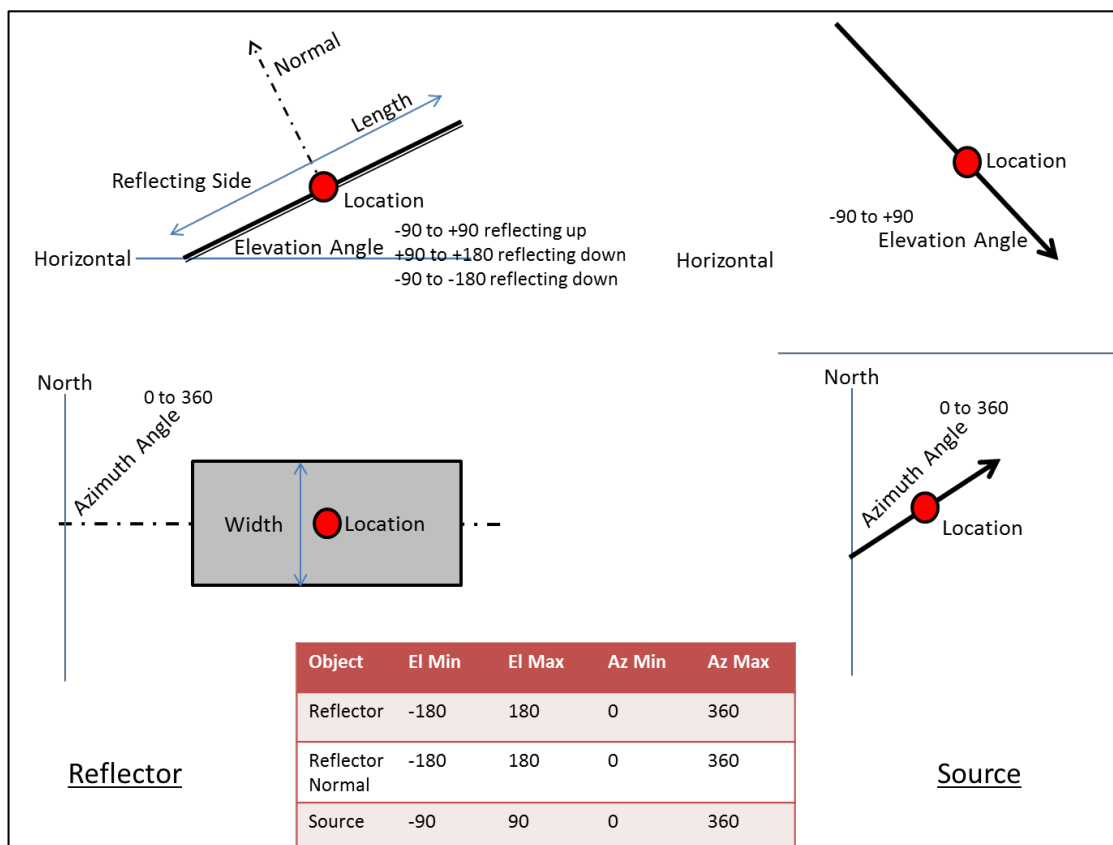 Normal
Length
Reflecting Side
Location
Elevation Angle
-90 to +90 reflecting up
+90 to +180 reflecting down
-90 to -180 reflecting down
Horizontal
Location
-90 to +90
Elevation Angle
Horizontal
North
0 to 360
Azimuth Angle
Width
Location
North
0 to 360
Azimuth Angle
Location
Object El Min El Max Az Min Az Max
Reflector -180 180 0 360
Reflector -180 180 0 360
Normal
Source -90 90 0 360
Reflector
Source